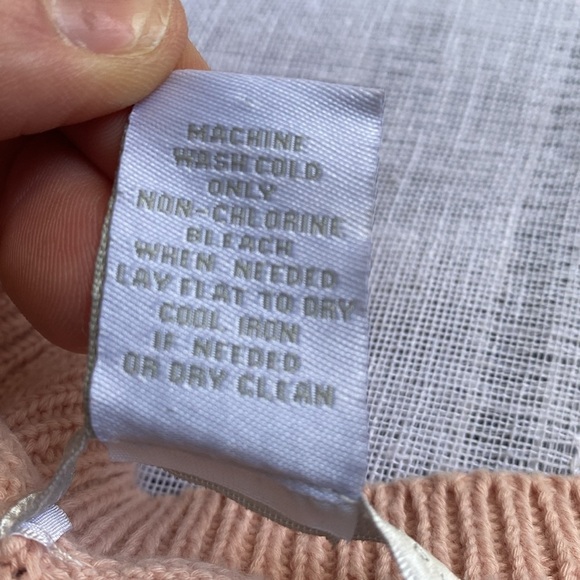 MACHINE
WASH COLD
ONLY
NON-CHLORINE
BLEACH
WHEN NEEDED
LAY FLAT TO DRY
COOL IRON
IF NEEDED
OR DRY CLEAN